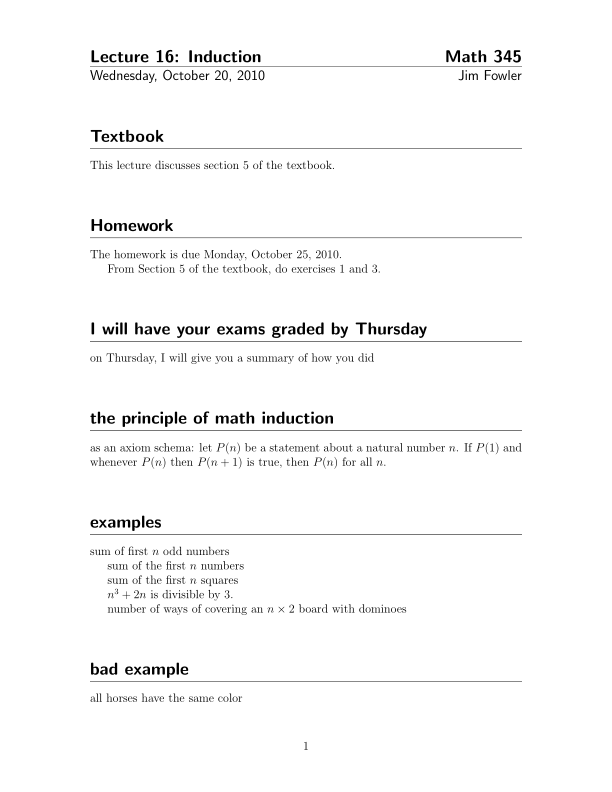 Lecture 16: Induction Math 345
Wednesday, October 20, 2010 Jim Fowler
Textbook
This lecture discusses section 5 of the textbook.
Homework
The homework is due Monday, October 25, 2010.
From Section 5 of the textbook, do exercises 1 and 3.
I will have your exams graded by Thursday
on Thursday, I will give you a summary of how you did
the principle of math induction
as an axiom schema: let P(n) be a statement about a natural number n. If P(1) and
whenever P(n) then P(n + 1) is true, then P(n) for all n.
examples
sum of first n odd numbers
sum of the first n numbers
sum of the first n squares
n³ + 2n is divisible by 3.
number of ways of covering an n × 2 board with dominoes
bad example
all horses have the same color
1